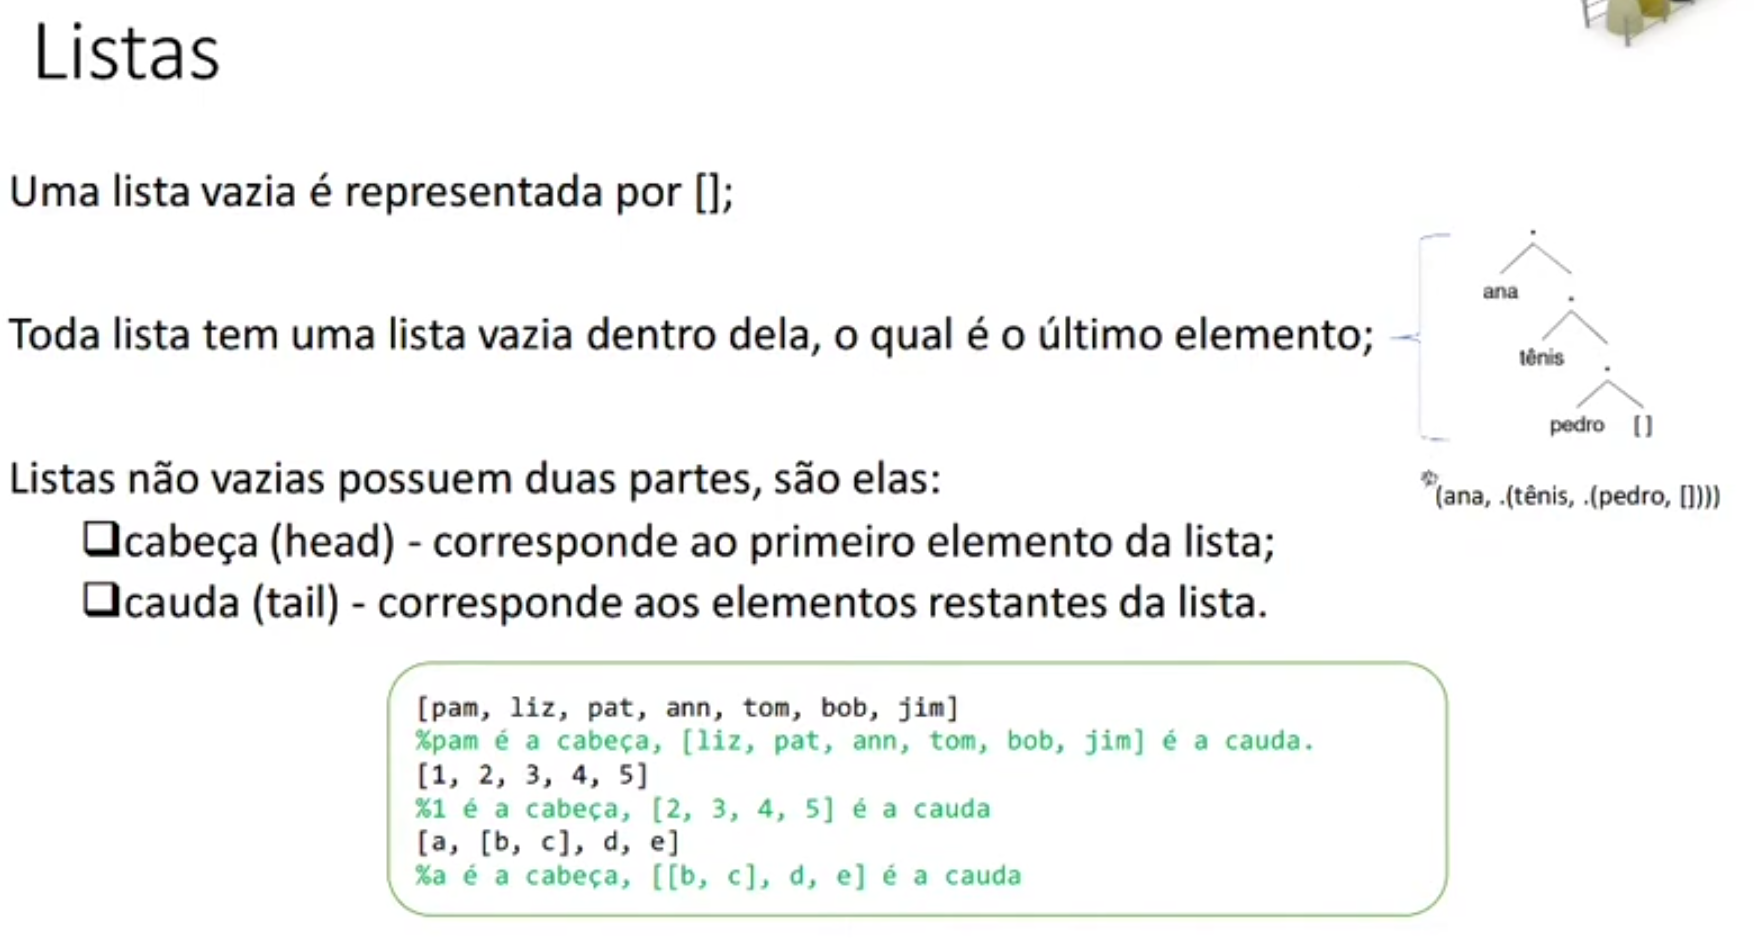 Listas
Uma lista vazia é representada por [];
Toda lista tem uma lista vazia dentro dela, o qual é o último elemento;
.
ana
.
tênis
.
pedro []
(ana, .(tênis, .(pedro, [])))
Listas não vazias possuem duas partes, são elas:
❑cabeça (head) - corresponde ao primeiro elemento da lista;
❑cauda (tail) - corresponde aos elementos restantes da lista.
[pam, liz, pat, ann, tom, bob, jim]
%pam é a cabeça, [liz, pat, ann, tom, bob, jim] é a cauda.
[1, 2, 3, 4, 5]
%1 é a cabeça, [2, 3, 4, 5] é a cauda
[a, [b, c], d, e]
%a é a cabeça, [[b, c], d, e] é a cauda